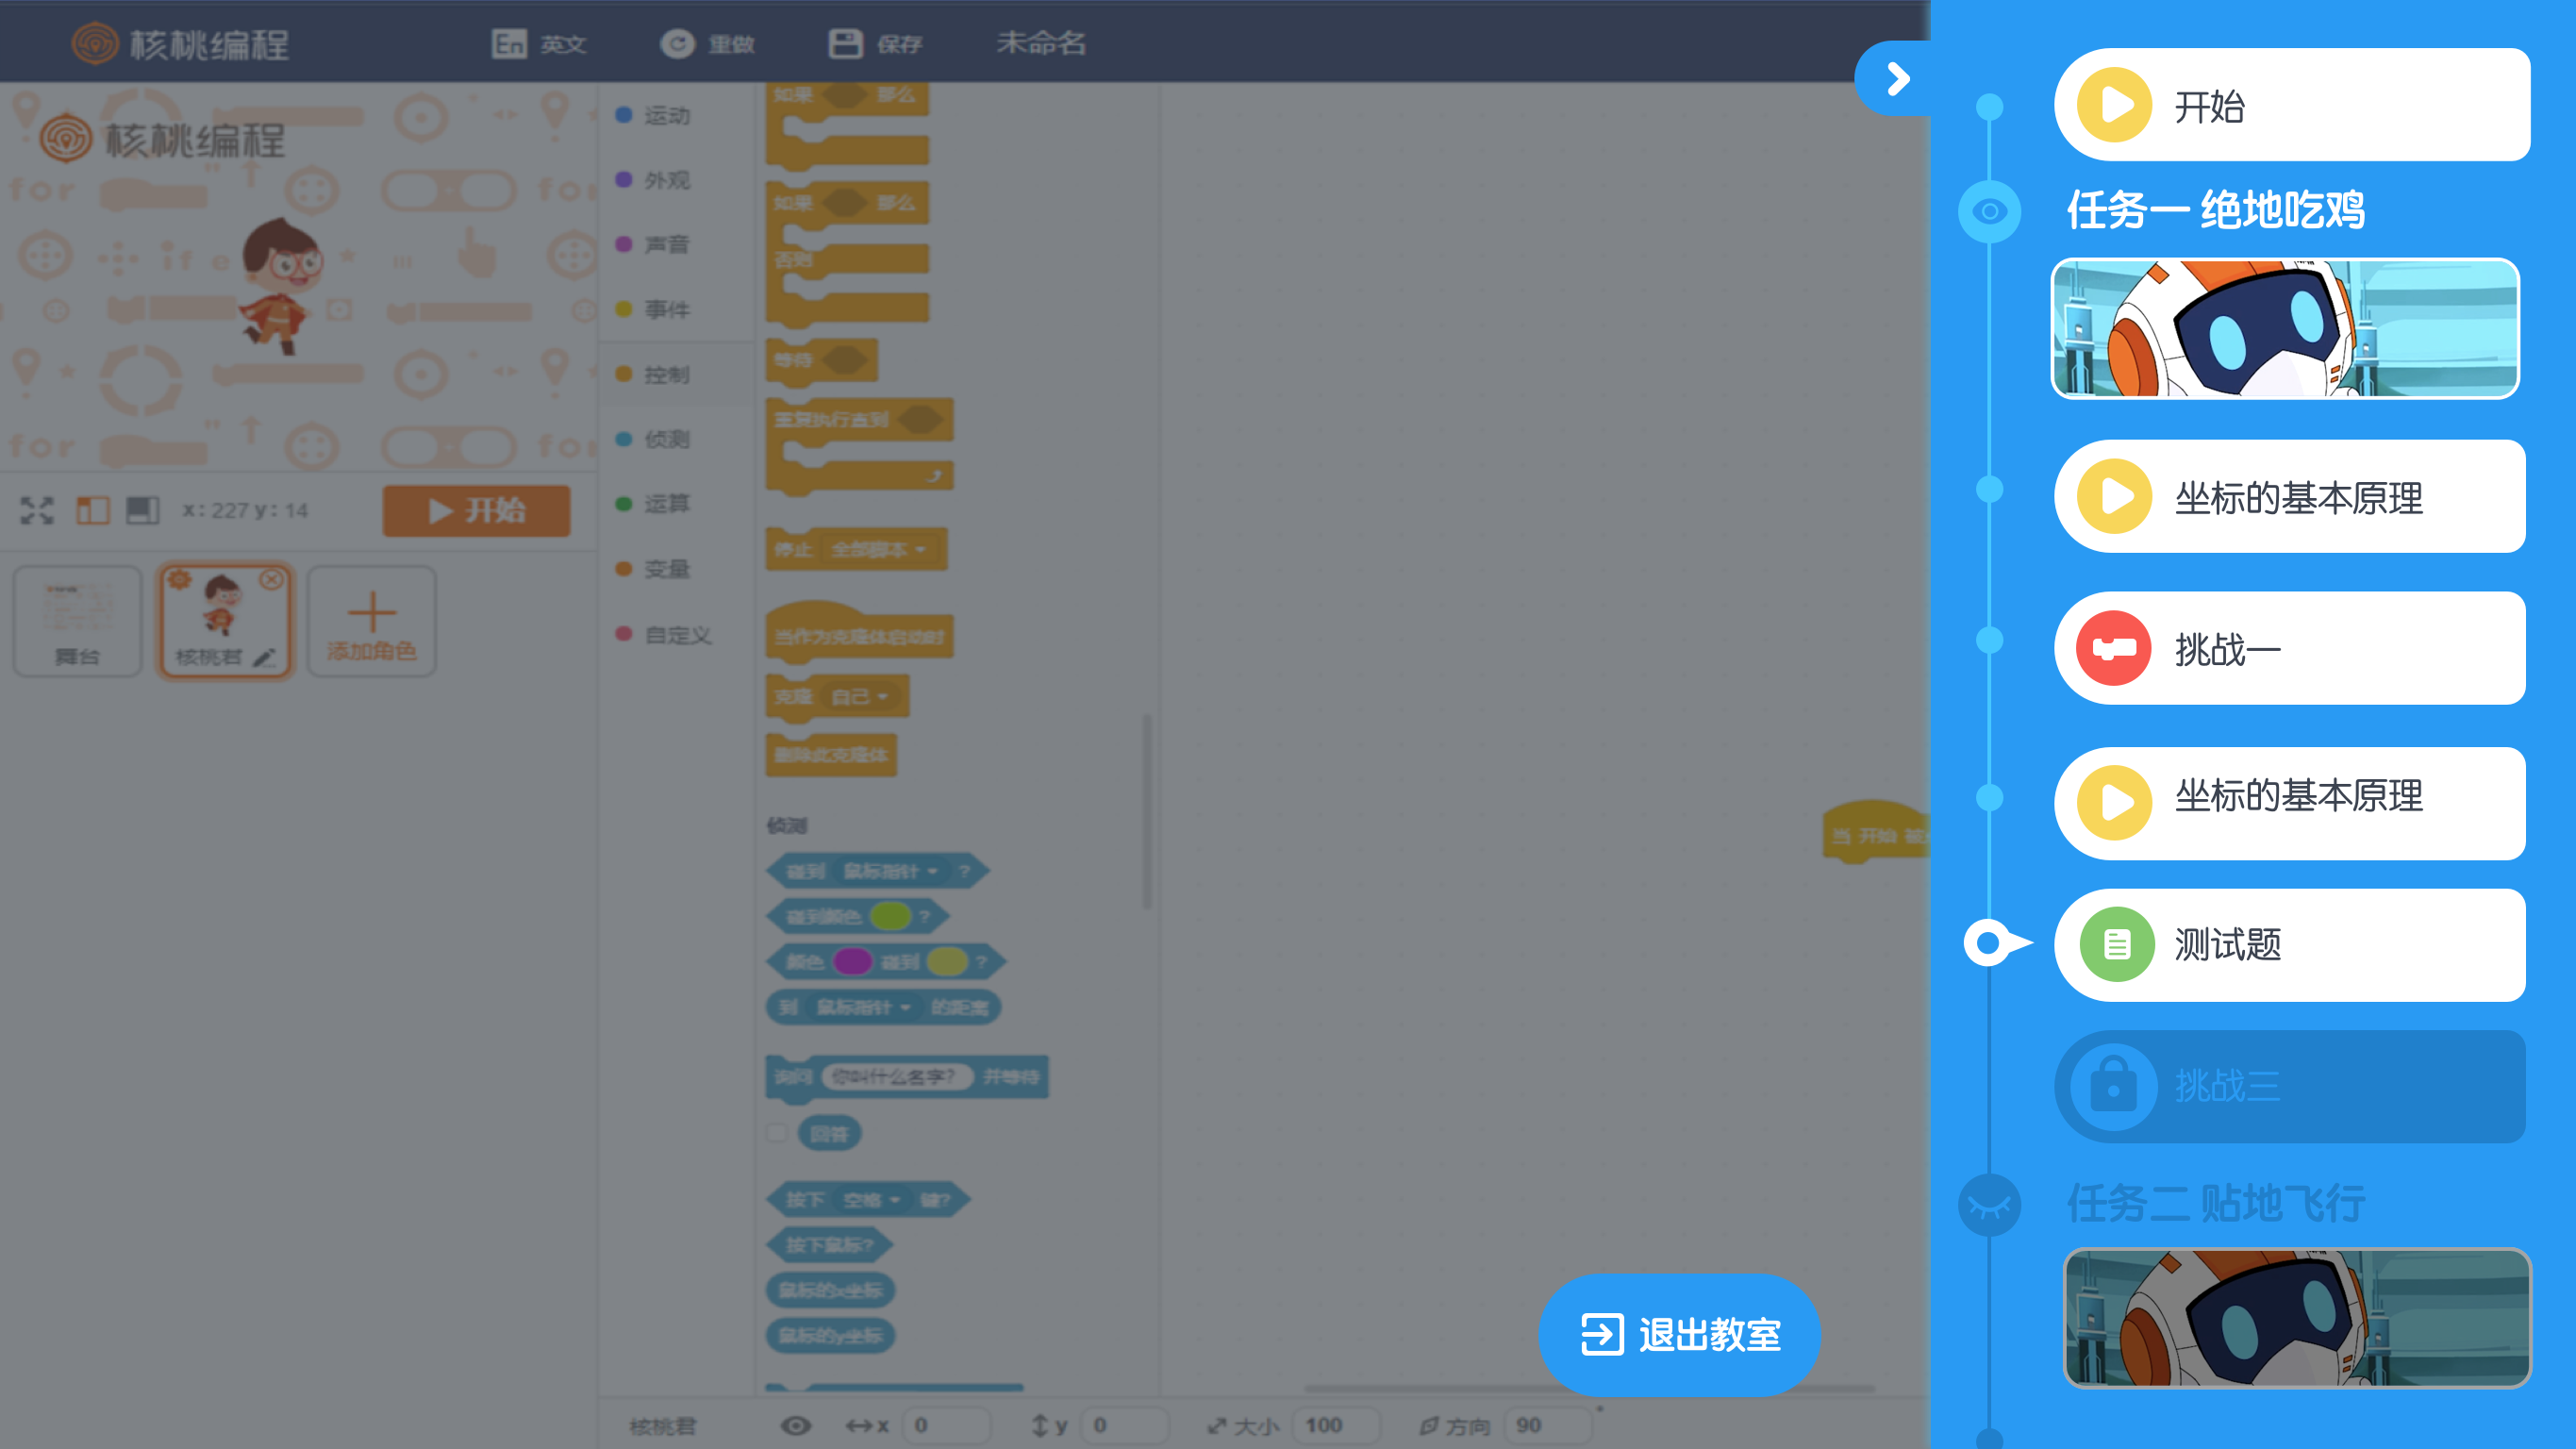 核桃编程
En 英文
重做
保存
未命名
核桃编程
for
for
if e
for
for
x: 227 y: 14
开始
舞台
核桃君
添加角色
运动
外观
声音
事件
控制
侦测
运算
变量
自定义
如果 那么
如果 那么
否则
等待
重复执行直到
停止 全部脚本
当作为克隆体启动时
克隆 自己
删除此克隆体
侦测
碰到 鼠标指针 ?
碰到颜色 ?
颜色 碰到 ?
到 鼠标指针 的距离
询问 你叫什么名字? 并等待
回答
按下 空格 键?
按下鼠标?
鼠标的x坐标
鼠标的y坐标
当 开始
核桃君
x 0
y 0
大小 100
方向 90 °
退出教室
开始
任务一 绝地吃鸡
坐标的基本原理
挑战一
坐标的基本原理
测试题
挑战三
任务二 贴地飞行